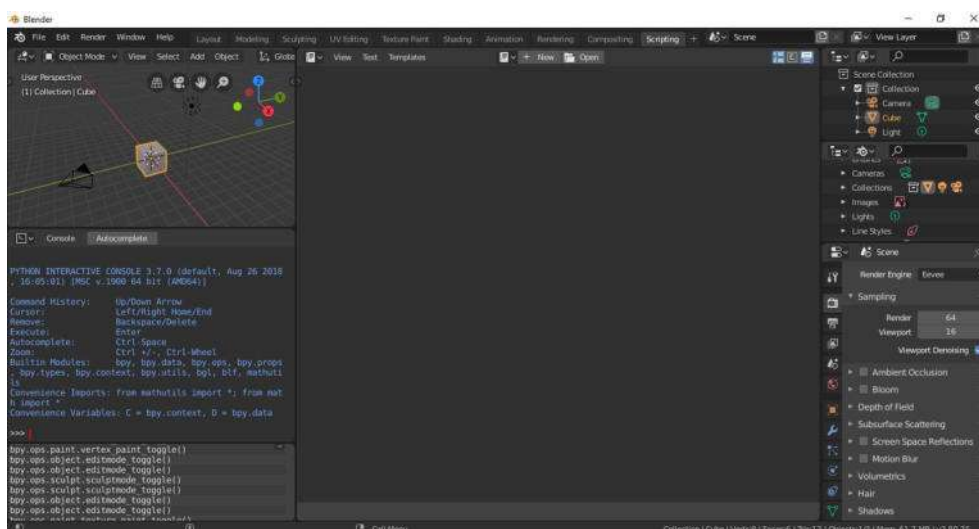 Blender
File Edit Render Window Help Layout Modeling Sculpting UV Editing Texture Paint Shading Animation Rendering Compositing Scripting + Scene View Layer
Object Mode View Select Add Object Global
View Text Templates + New Open
User Perspective
(1) Collection | Cube
Scene Collection
Collection
Camera
Cube
Light
Cameras
Collections
Images
Lights
Line Styles
Console Autocomplete
PYTHON INTERACTIVE CONSOLE 3.7.0 (default, Aug 26 2018
, 16:05:01) [MSC v.1900 64 bit (AMD64)]
Command History: Up/Down Arrow
Cursor: Left/Right Home/End
Remove: Backspace/Delete
Execute: Enter
Autocomplete: Ctrl-Space
Zoom: Ctrl +/-, Ctrl-Wheel
Builtin Modules: bpy, bpy.data, bpy.ops, bpy.props
, bpy.types, bpy.context, bpy.utils, bgl, blf, mathuti
ls
Convenience Imports: from mathutils import *; from mat
h import *
Convenience Variables: C = bpy.context, D = bpy.data
>>>
bpy.ops.paint.vertex_paint_toggle()
bpy.ops.object.editmode_toggle()
bpy.ops.object.editmode_toggle()
bpy.ops.sculpt.sculptmode_toggle()
bpy.ops.sculpt.sculptmode_toggle()
bpy.ops.object.editmode_toggle()
bpy.ops.object.editmode_toggle()
bpy.ops.paint.texture_paint_toggle()
Scene
Render Engine Eevee
Sampling
Render 64
Viewport 16
Viewport Denoising
Ambient Occlusion
Bloom
Depth of Field
Subsurface Scattering
Screen Space Reflections
Motion Blur
Volumetrics
Hair
Shadows
Call Menu